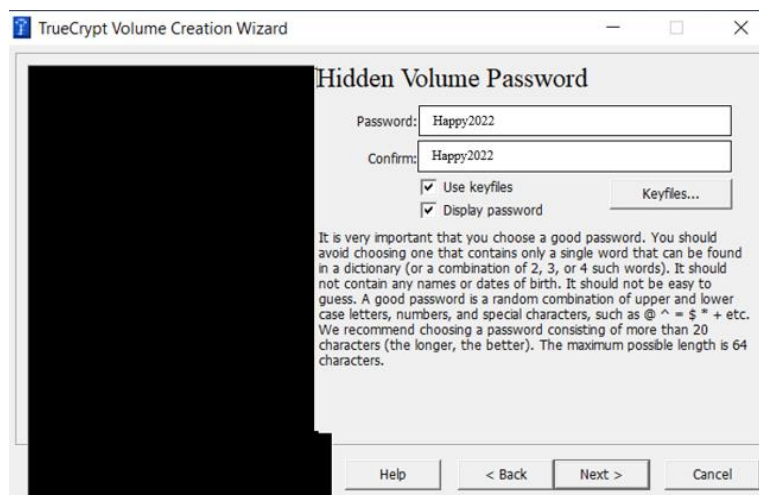 TrueCrypt Volume Creation Wizard
Hidden Volume Password
Password: Happy2022
Confirm: Happy2022
Use keyfiles
Keyfiles...
Display password
It is very important that you choose a good password. You should
avoid choosing one that contains only a single word that can be found
in a dictionary (or a combination of 2, 3, or 4 such words). It should
not contain any names or dates of birth. It should not be easy to
guess. A good password is a random combination of upper and lower
case letters, numbers, and special characters, such as @ ^ = $ * + etc.
We recommend choosing a password consisting of more than 20
characters (the longer, the better). The maximum possible length is 64
characters.
Help < Back Next > Cancel